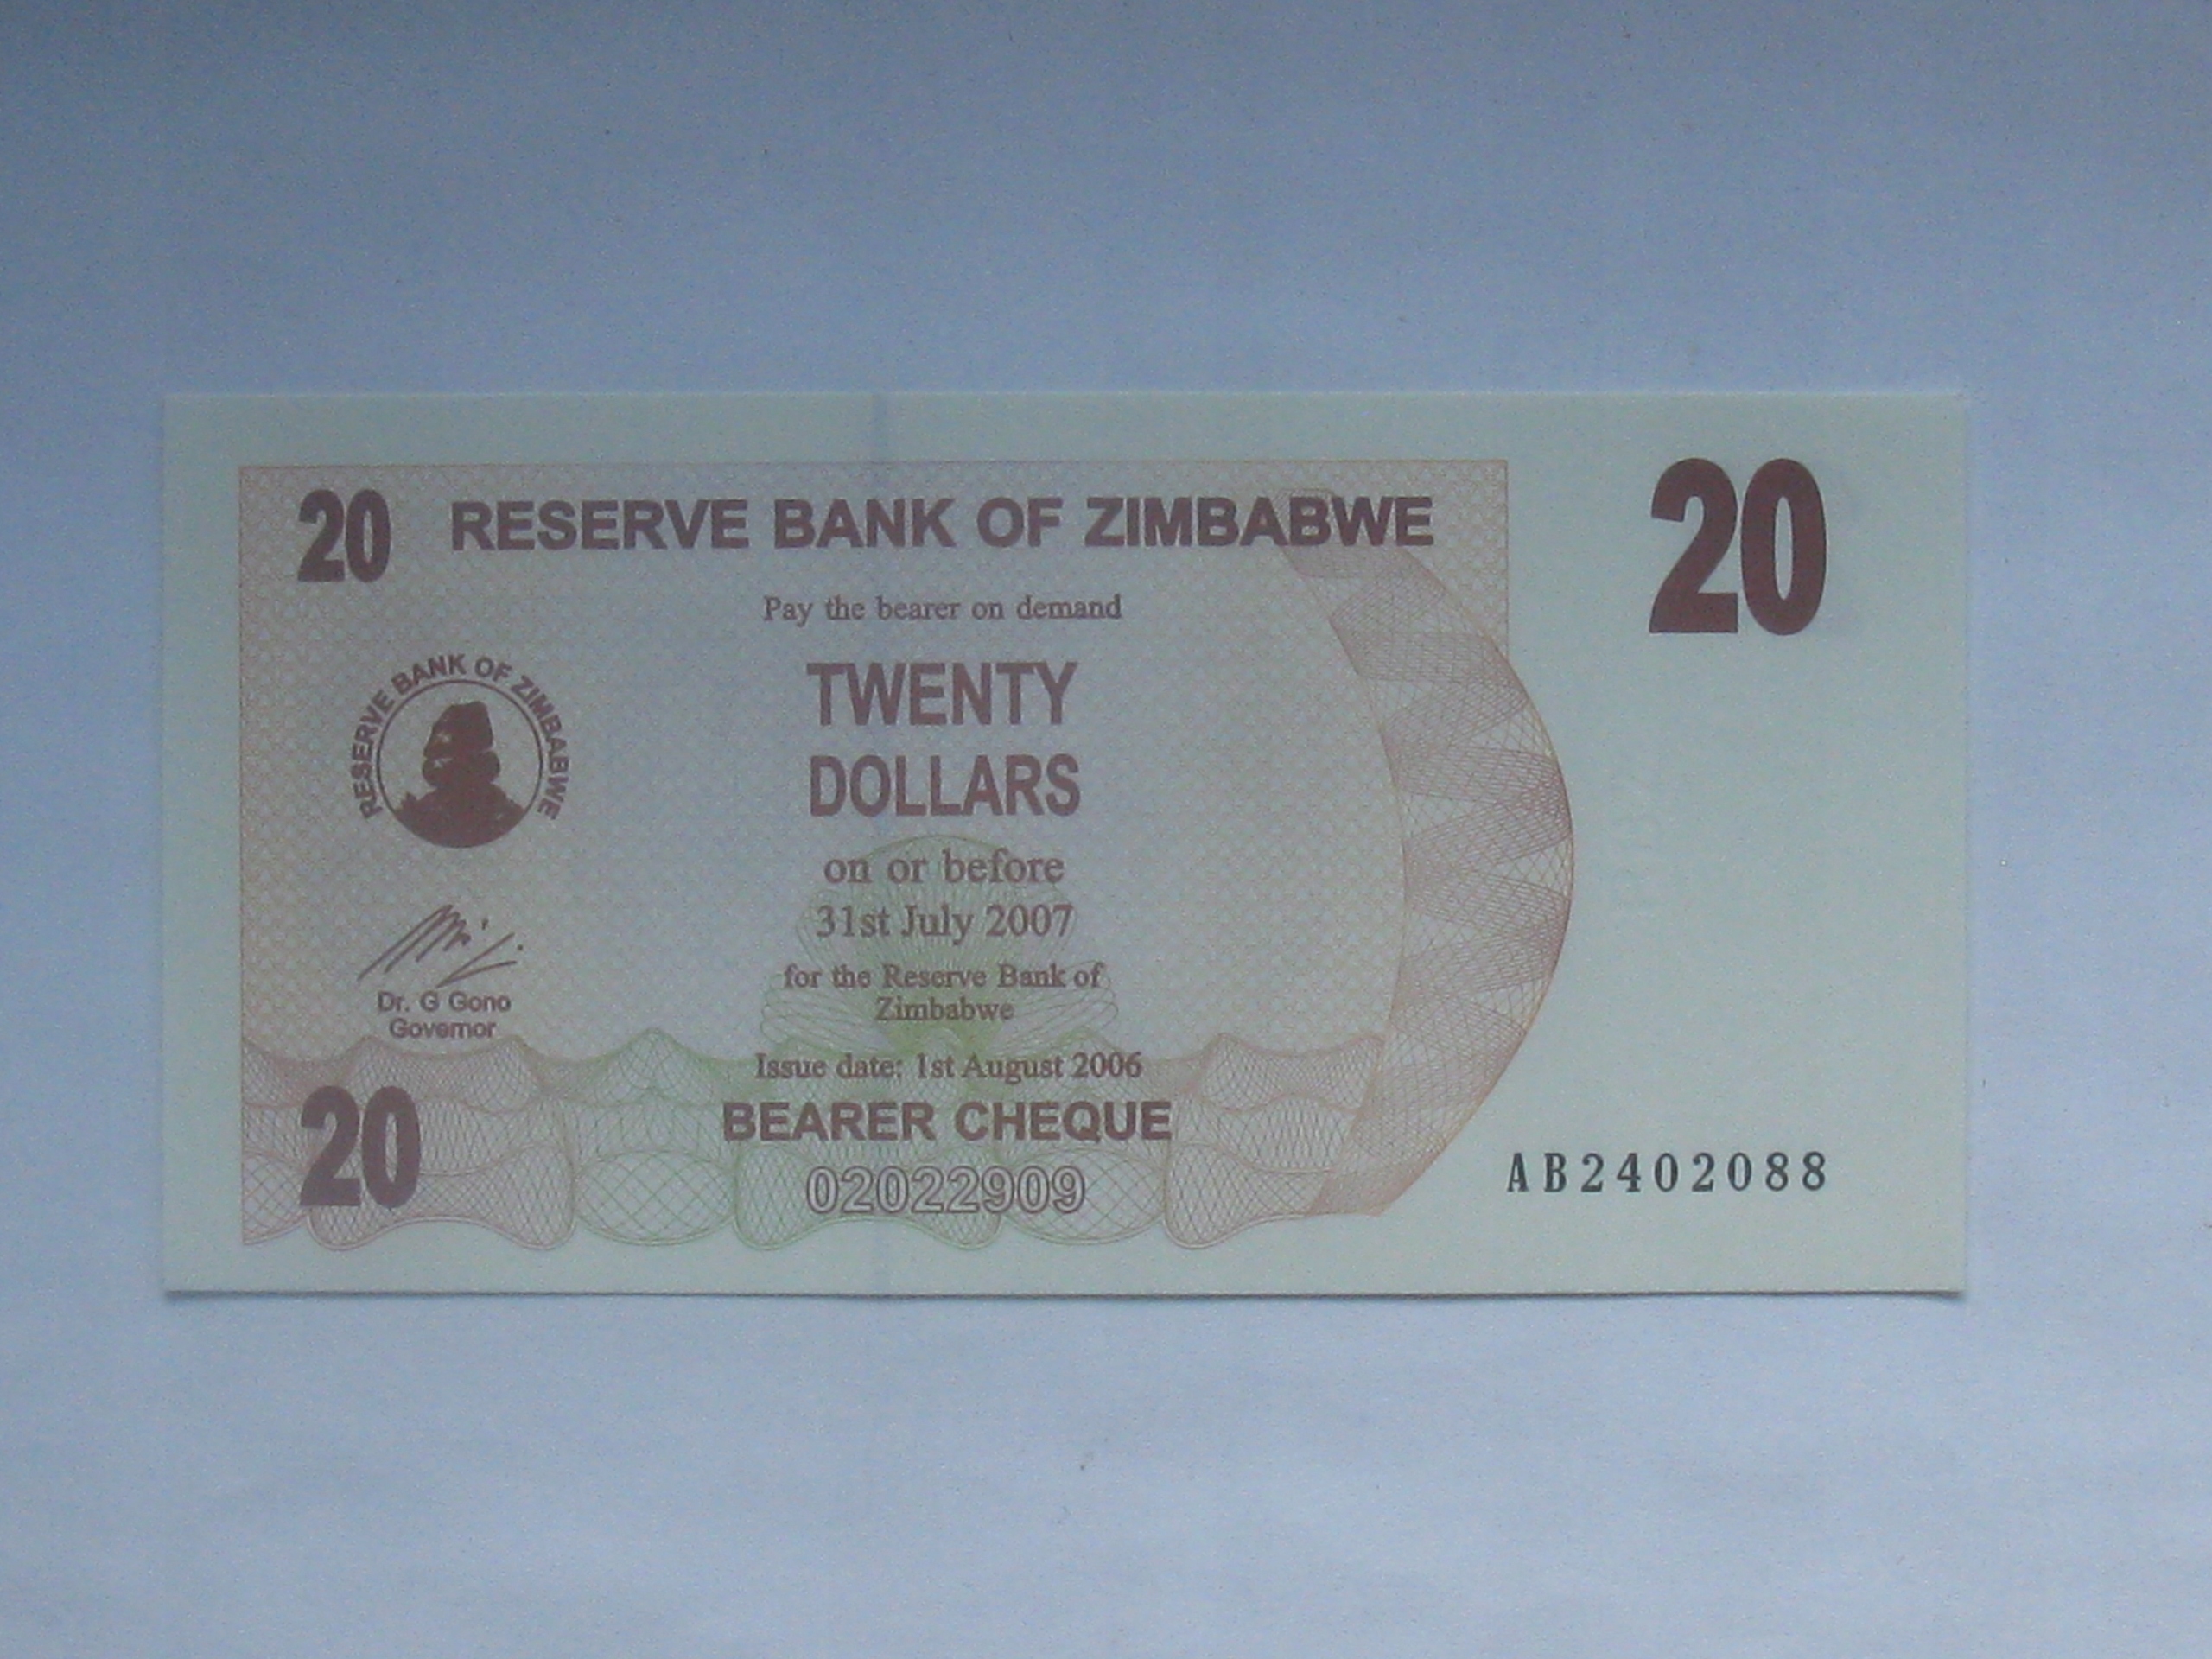 20 RESERVE BANK OF ZIMBABWE 20
Pay the bearer on demand
TWENTY
DOLLARS
RESERVE BANK OF ZIMBABWE
on or before
31st July 2007
for the Reserve Bank of
Zimbabwe
Dr. G Gono
Governor
Issue date: 1st August 2006
20
BEARER CHEQUE
02022909
AB2402088